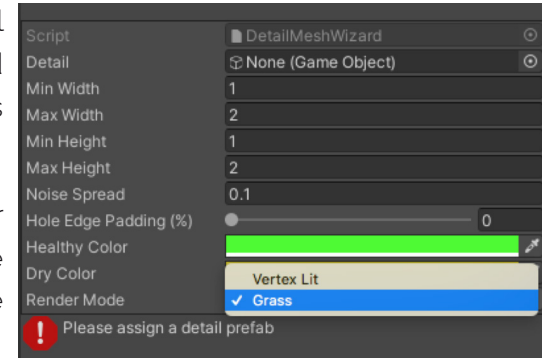 Script DetailMeshWizard
Detail None (Game Object)
Min Width 1
Max Width 2
Min Height 1
Max Height 2
Noise Spread 0.1
Hole Edge Padding (%) 0
Healthy Color
Dry Color
Vertex Lit
Render Mode ✓ Grass
Please assign a detail prefab